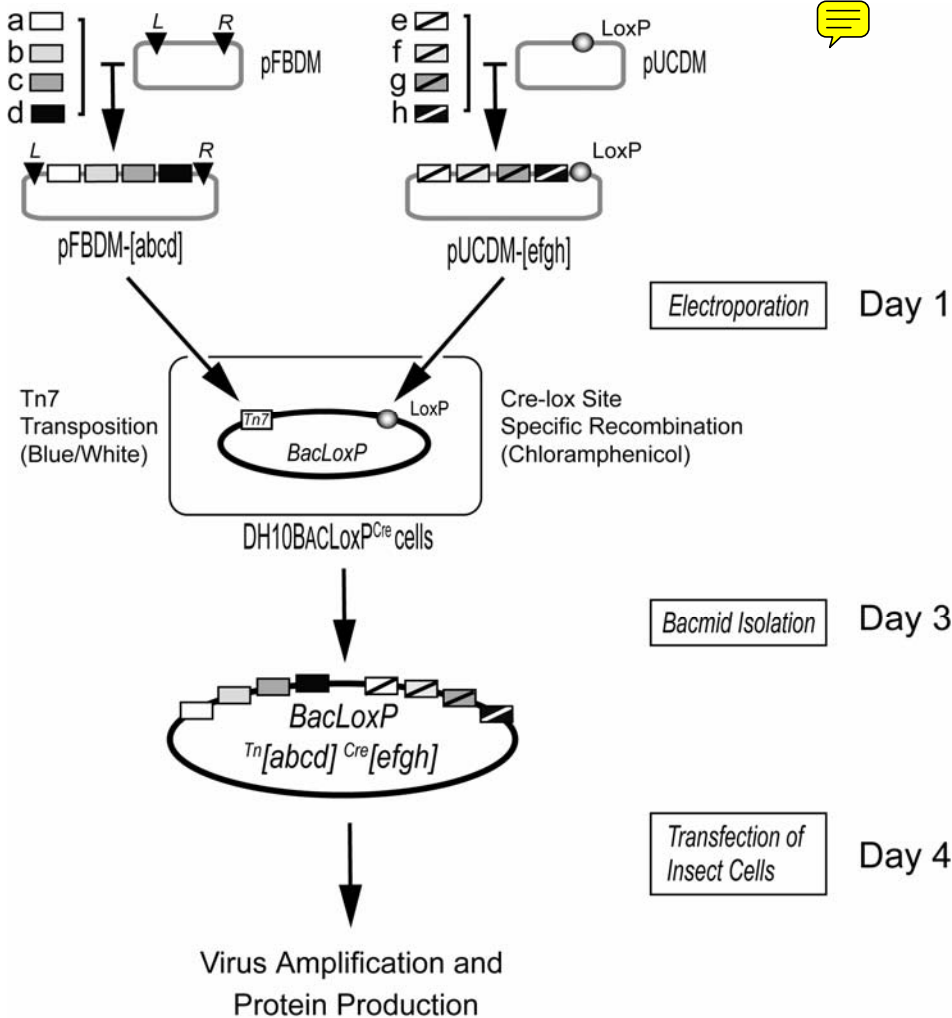 a
b
c
d
L R
pFBDM
e
f
g
h
LoxP
pUCDM
L R
pFBDM-[abcd]
LoxP
pUCDM-[efgh]
Electroporation
Day 1
Tn7
Transposition
(Blue/White)
Tn7
LoxP
BacLoxP
Cre-lox Site
Specific Recombination
(Chloramphenicol)
DH10BACLoxPCre cells
Bacmid Isolation
Day 3
BacLoxP
Tn[abcd] Cre[efgh]
Transfection of
Insect Cells
Day 4
Virus Amplification and
Protein Production